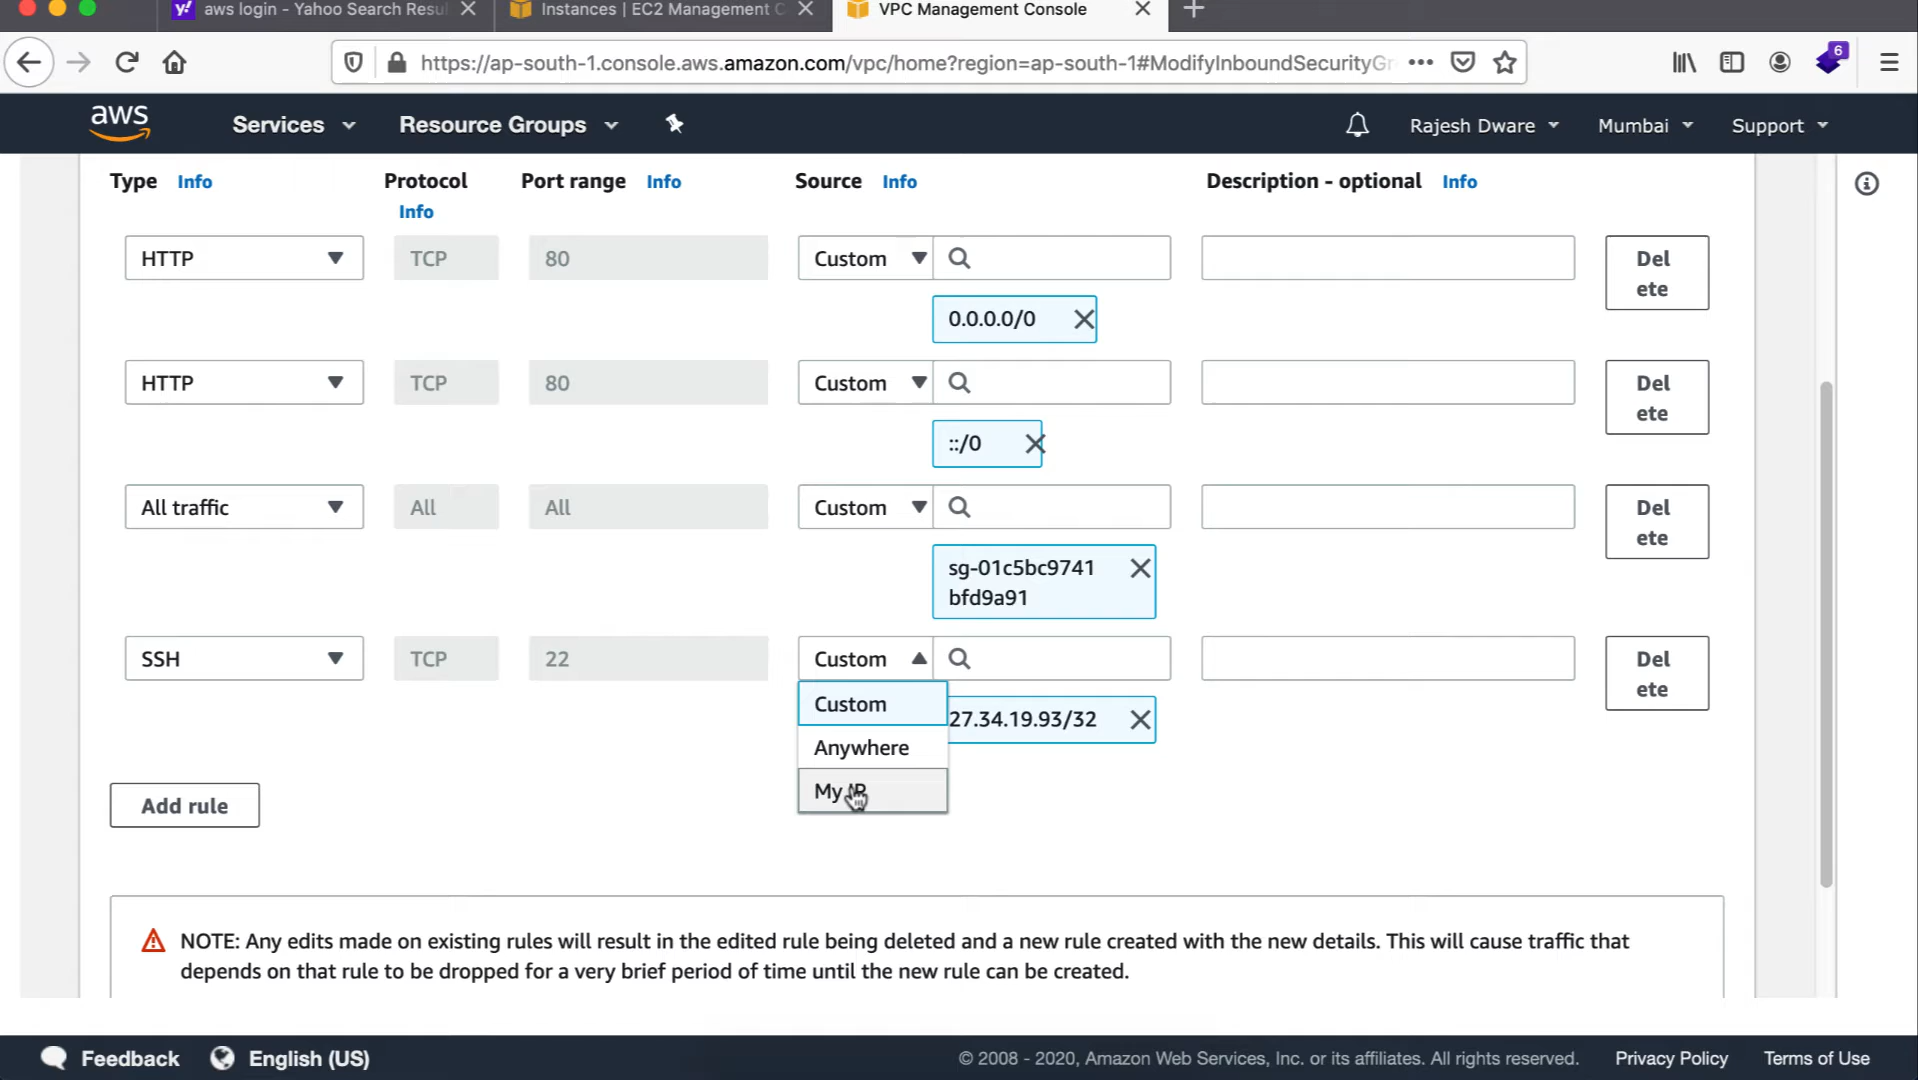 aws login - Yahoo Search Resu
Instances | EC2 Management C
VPC Management Console
https://ap-south-1.console.aws.amazon.com/vpc/home?region=ap-south-1#ModifyInboundSecurityGr
6
aws
Services
Resource Groups
Rajesh Dware
Mumbai
Support
Type Info
Protocol
Info
Port range Info
Source Info
Description - optional Info
HTTP
TCP
80
Custom
Del
ete
0.0.0.0/0
HTTP
TCP
80
Custom
Del
ete
::/0
All traffic
All
All
Custom
Del
ete
sg-01c5bc9741
bfd9a91
SSH
TCP
22
Custom
Del
ete
Custom
27.34.19.93/32
Anywhere
My IP
Add rule
NOTE: Any edits made on existing rules will result in the edited rule being deleted and a new rule created with the new details. This will cause traffic that
depends on that rule to be dropped for a very brief period of time until the new rule can be created.
Feedback
English (US)
© 2008 - 2020, Amazon Web Services, Inc. or its affiliates. All rights reserved.
Privacy Policy
Terms of Use